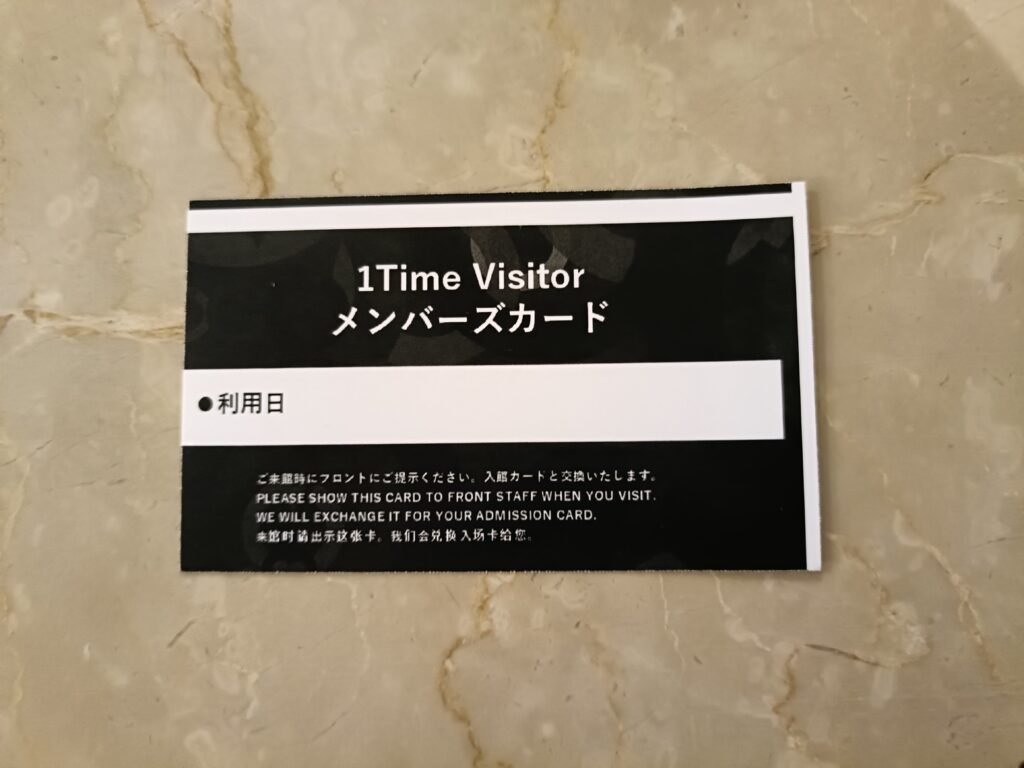 1Time Visitor
メンバーズカード
●利用日
ご来館時にフロントにご提示ください。入館カードと交換いたします。
PLEASE SHOW THIS CARD TO FRONT STAFF WHEN YOU VISIT.
WE WILL EXCHANGE IT FOR YOUR ADMISSION CARD.
来馆时请出示这张卡。我们会兑换入场卡给您。